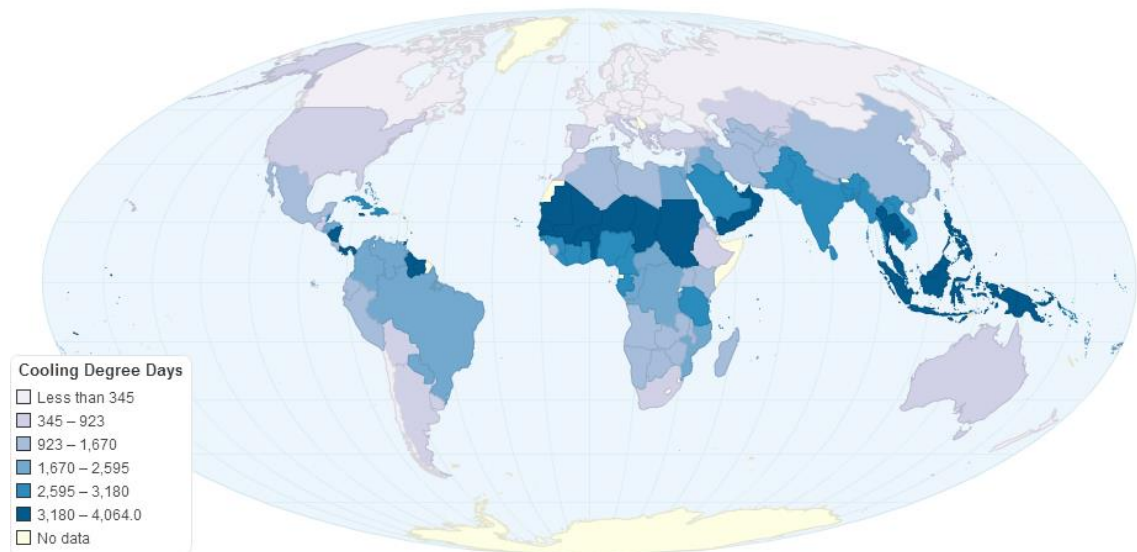 Cooling Degree Days
Less than 345
345 – 923
923 – 1,670
1,670 – 2,595
2,595 – 3,180
3,180 – 4,064.0
No data